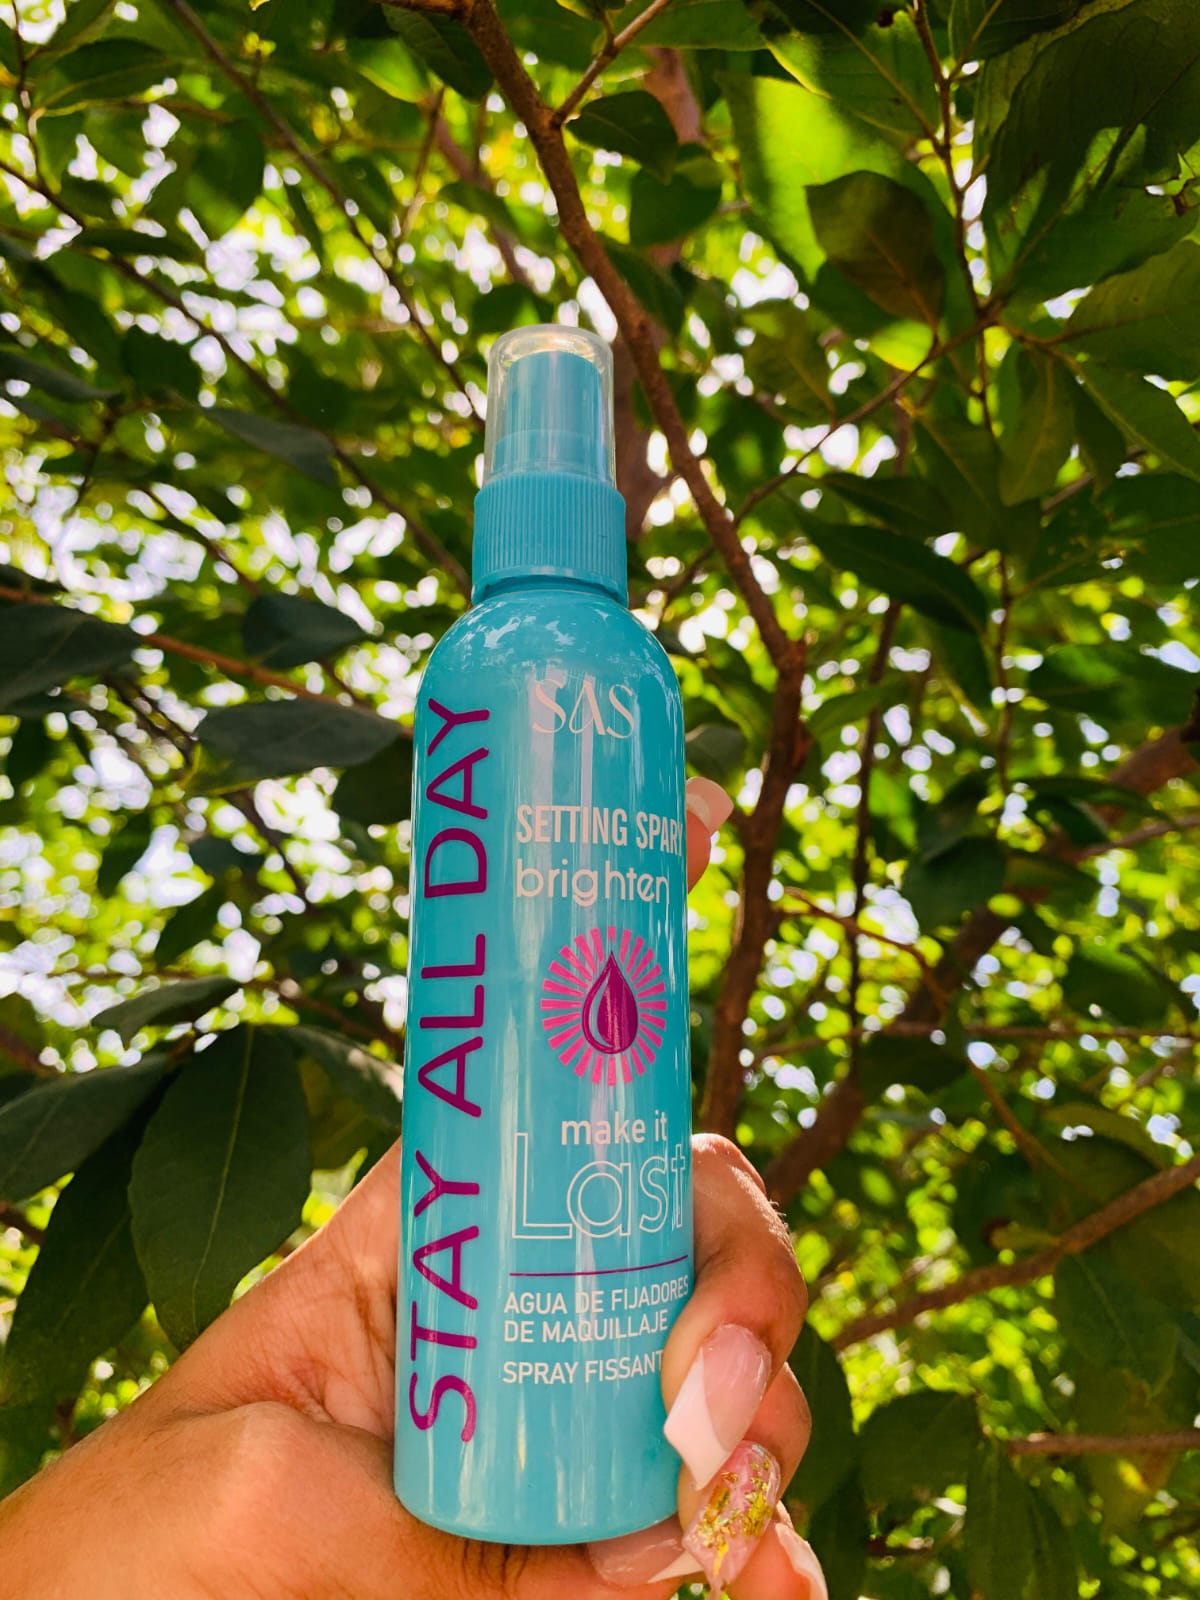 SAS
SETTING SPARY
brighten
make it
Last
AGUA DE FIJADORES
DE MAQUILLAJE
SPRAY FISSANT
STAY ALL DAY